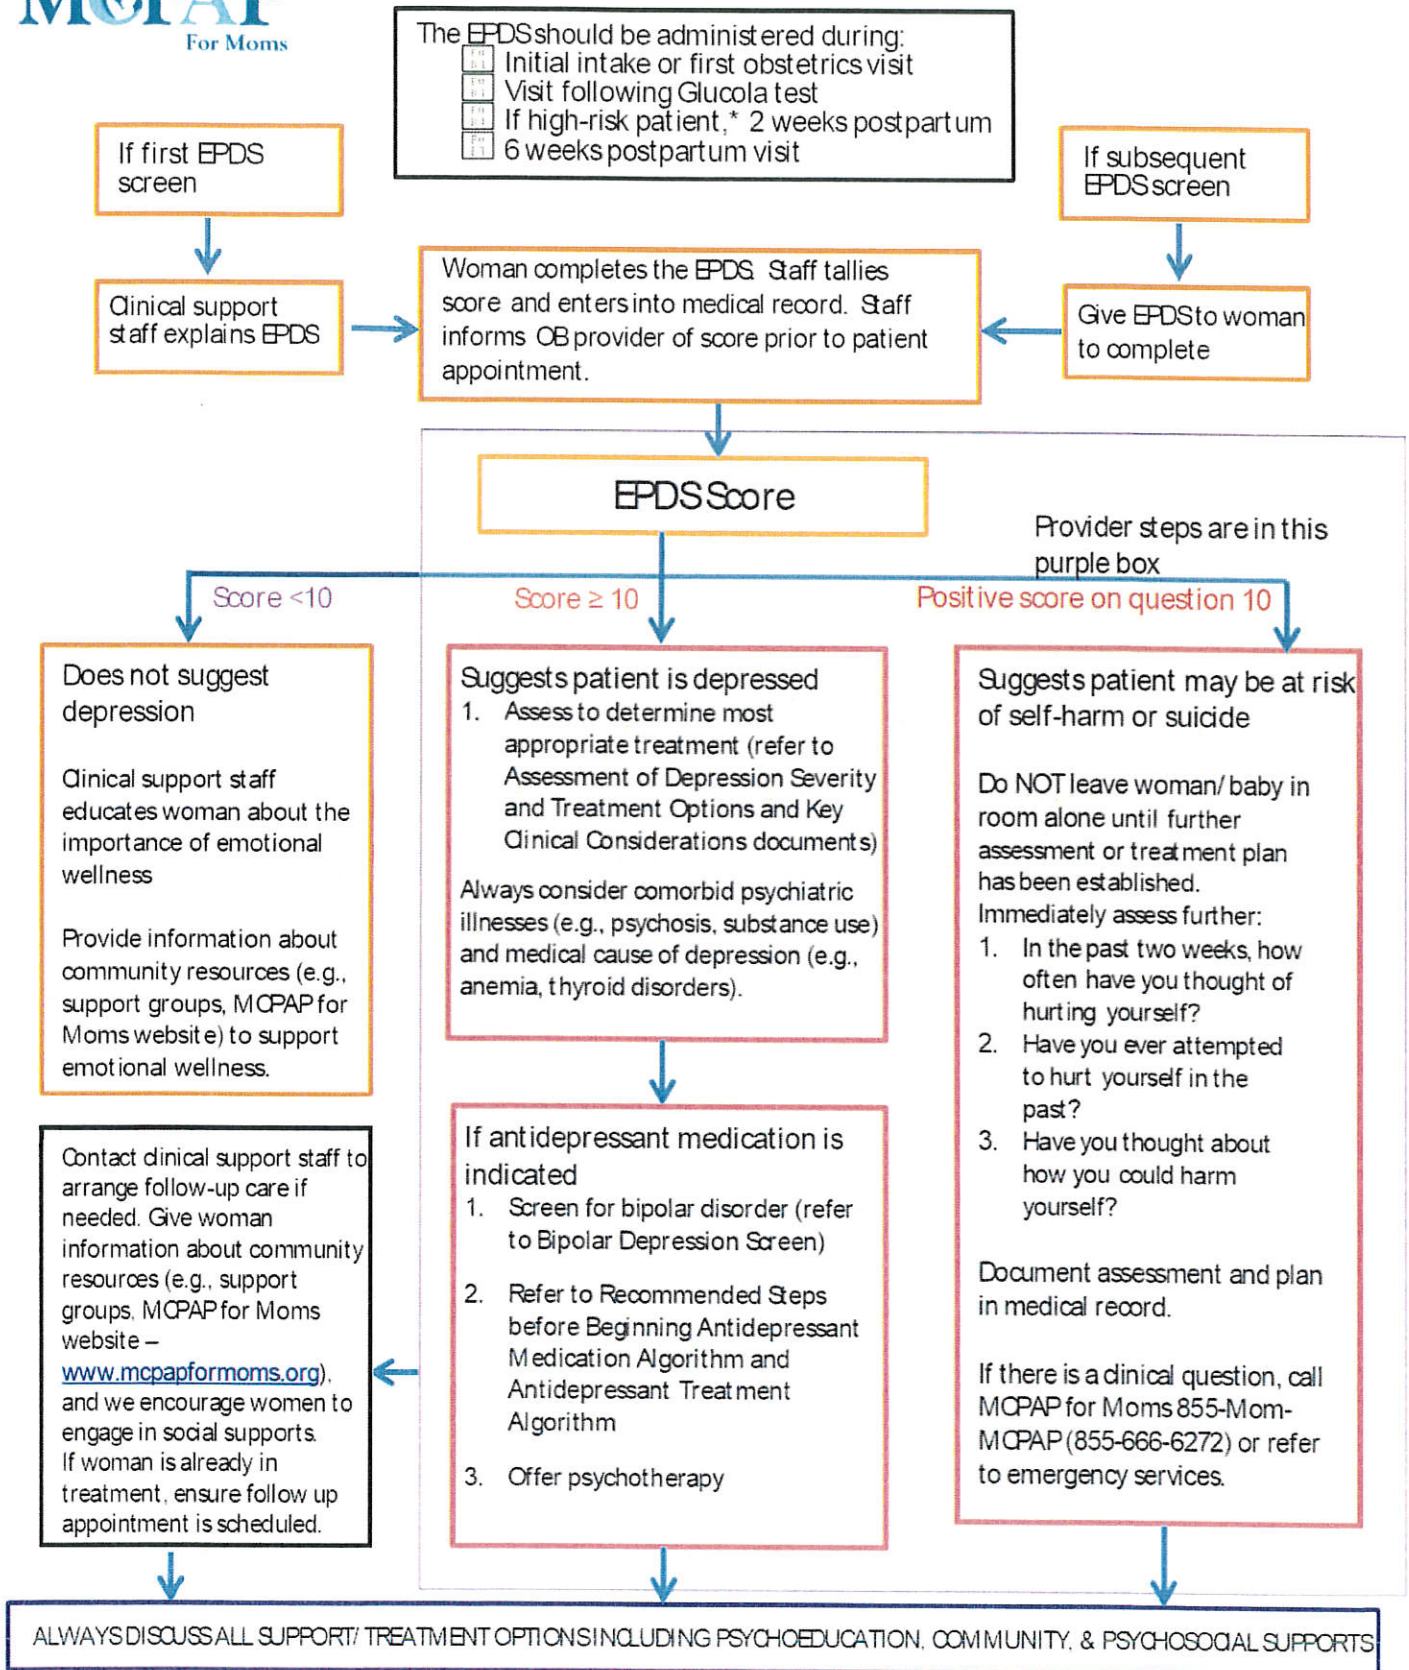 MCPAP
For Moms
The EPDS should be administered during:
Initial intake or first obstetrics visit
Visit following Glucola test
If high-risk patient,* 2 weeks postpartum
6 weeks postpartum visit
If first EPDS
screen
If subsequent
EPDS screen
Clinical support
staff explains EPDS
Woman completes the EPDS. Staff tallies
score and enters into medical record. Staff
informs OB provider of score prior to patient
appointment.
Give EPDS to woman
to complete
EPDS Score
Provider steps are in this
purple box
Score <10
Score ≥ 10
Positive score on question 10
Does not suggest
depression
Clinical support staff
educates woman about the
importance of emotional
wellness
Provide information about
community resources (e.g.,
support groups, MCPAP for
Moms website) to support
emotional wellness.
Suggests patient is depressed
1. Assess to determine most
appropriate treatment (refer to
Assessment of Depression Severity
and Treatment Options and Key
Clinical Considerations documents)
Always consider comorbid psychiatric
illnesses (e.g., psychosis, substance use)
and medical cause of depression (e.g.,
anemia, thyroid disorders).
Suggests patient may be at risk
of self-harm or suicide
Do NOT leave woman/ baby in
room alone until further
assessment or treatment plan
has been established.
Immediately assess further:
1. In the past two weeks, how
often have you thought of
hurting yourself?
2. Have you ever attempted
to hurt yourself in the
past?
3. Have you thought about
how you could harm
yourself?
Document assessment and plan
in medical record.
If there is a clinical question, call
MCPAP for Moms 855-Mom-
MCPAP (855-666-6272) or refer
to emergency services.
Contact clinical support staff to
arrange follow-up care if
needed. Give woman
information about community
resources (e.g., support
groups, MCPAP for Moms
website –
www.mcpapformoms.org),
and we encourage women to
engage in social supports.
If woman is already in
treatment, ensure follow up
appointment is scheduled.
If antidepressant medication is
indicated
1. Screen for bipolar disorder (refer
to Bipolar Depression Screen)
2. Refer to Recommended Steps
before Beginning Antidepressant
Medication Algorithm and
Antidepressant Treatment
Algorithm
3. Offer psychotherapy
ALWAYS DISCUSS ALL SUPPORT/ TREATMENT OPTIONS INCLUDING PSYCHOEDUCATION, COMMUNITY, & PSYCHOSOCIAL SUPPORTS